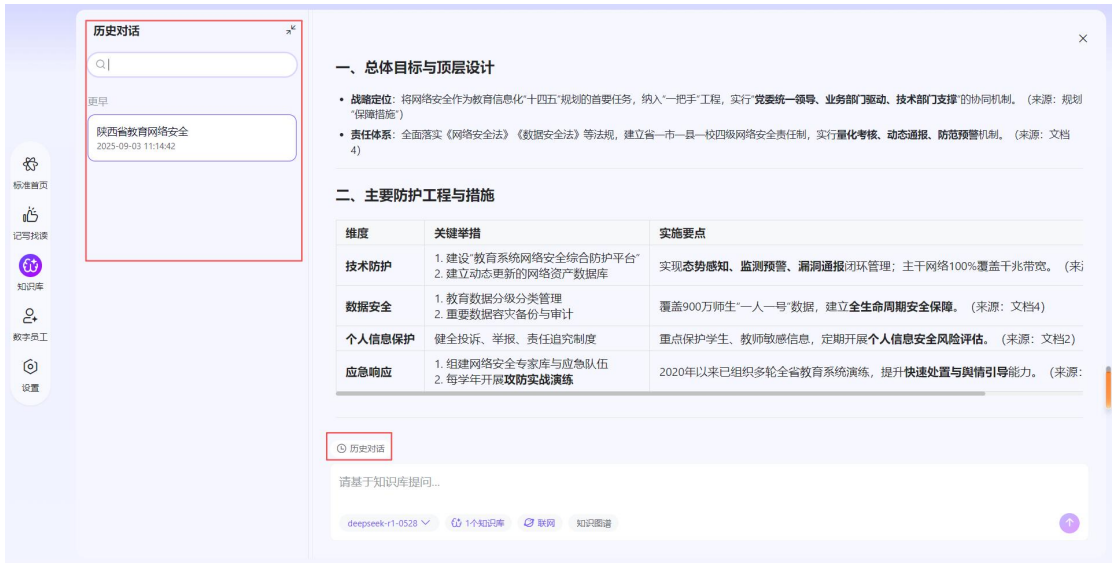 历史对话
更早
陕西省教育网络安全
2025-09-03 11:14:42
标准首页
记写找读
知识库
数字员工
设置
一、总体目标与顶层设计
• 战略定位：将网络安全作为教育信息化“十四五”规划的首要任务，纳入“一把手”工程，实行“党委统一领导、业务部门驱动、技术部门支撑”的协同机制。（来源：规划
“保障措施”）
• 责任体系：全面落实《网络安全法》《数据安全法》等法规，建立省—市—县—校四级网络安全责任制，实行量化考核、动态通报、防范预警机制。（来源：文档
4）
二、主要防护工程与措施
维度 关键举措 实施要点
技术防护 1. 建设“教育系统网络安全综合防护平台” 实现态势感知、监测预警、漏洞通报闭环管理；主干网络100%覆盖千兆带宽。（来
2. 建立动态更新的网络资产数据库
数据安全 1. 教育数据分级分类管理 覆盖900万师生“一人一号”数据，建立全生命周期安全保障。（来源：文档4）
2. 重要数据容灾备份与审计
个人信息保护 健全投诉、举报、责任追究制度 重点保护学生、教师敏感信息，定期开展个人信息安全风险评估。（来源：文档2）
应急响应 1. 组建网络安全专家库与应急队伍 2020年以来已组织多轮全省教育系统演练，提升快速处置与舆情引导能力。（来源：
2. 每学年开展攻防实战演练
历史对话
请基于知识库提问...
deepseek-r1-0528 1个知识库 联网 知识图谱